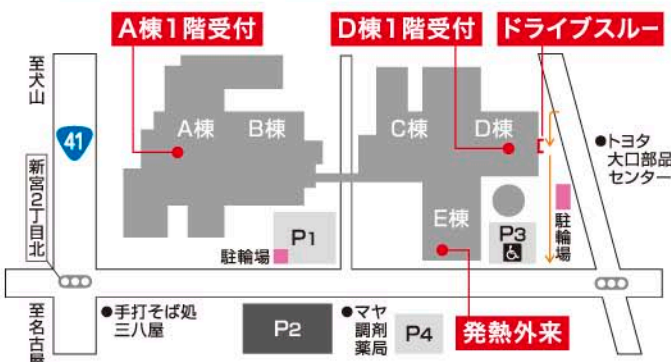 A棟1階受付
D棟1階受付
ドライブスルー
至犬山
41
新宮2丁目北
至名古屋
A棟
B棟
C棟
D棟
E棟
●トヨタ
大口部品
センター
P1
駐輪場
P3
駐輪場
●手打そば処
三八屋
P2
●マヤ
調剤
薬局
P4
発熱外来